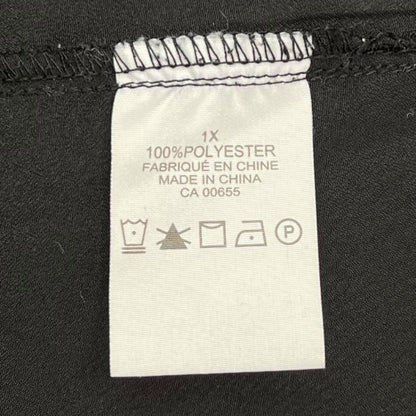 1X
100%POLYESTER
FABRIQUÉ EN CHINE
MADE IN CHINA
CA 00655
P